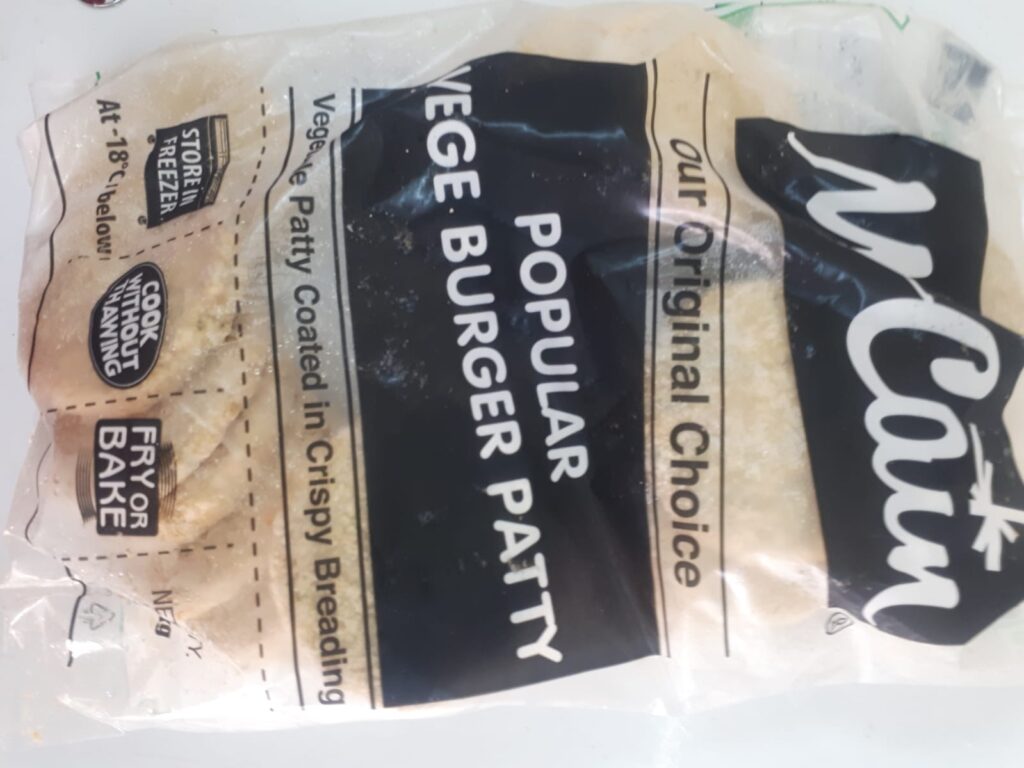 McCain
Our Original Choice
POPULAR
VEGE BURGER PATTY
Patty Coated in Crispy Breading
STORE IN
FREEZER
At -18°C below
COOK
WITHOUT
THAWING
FRY OR
BAKE